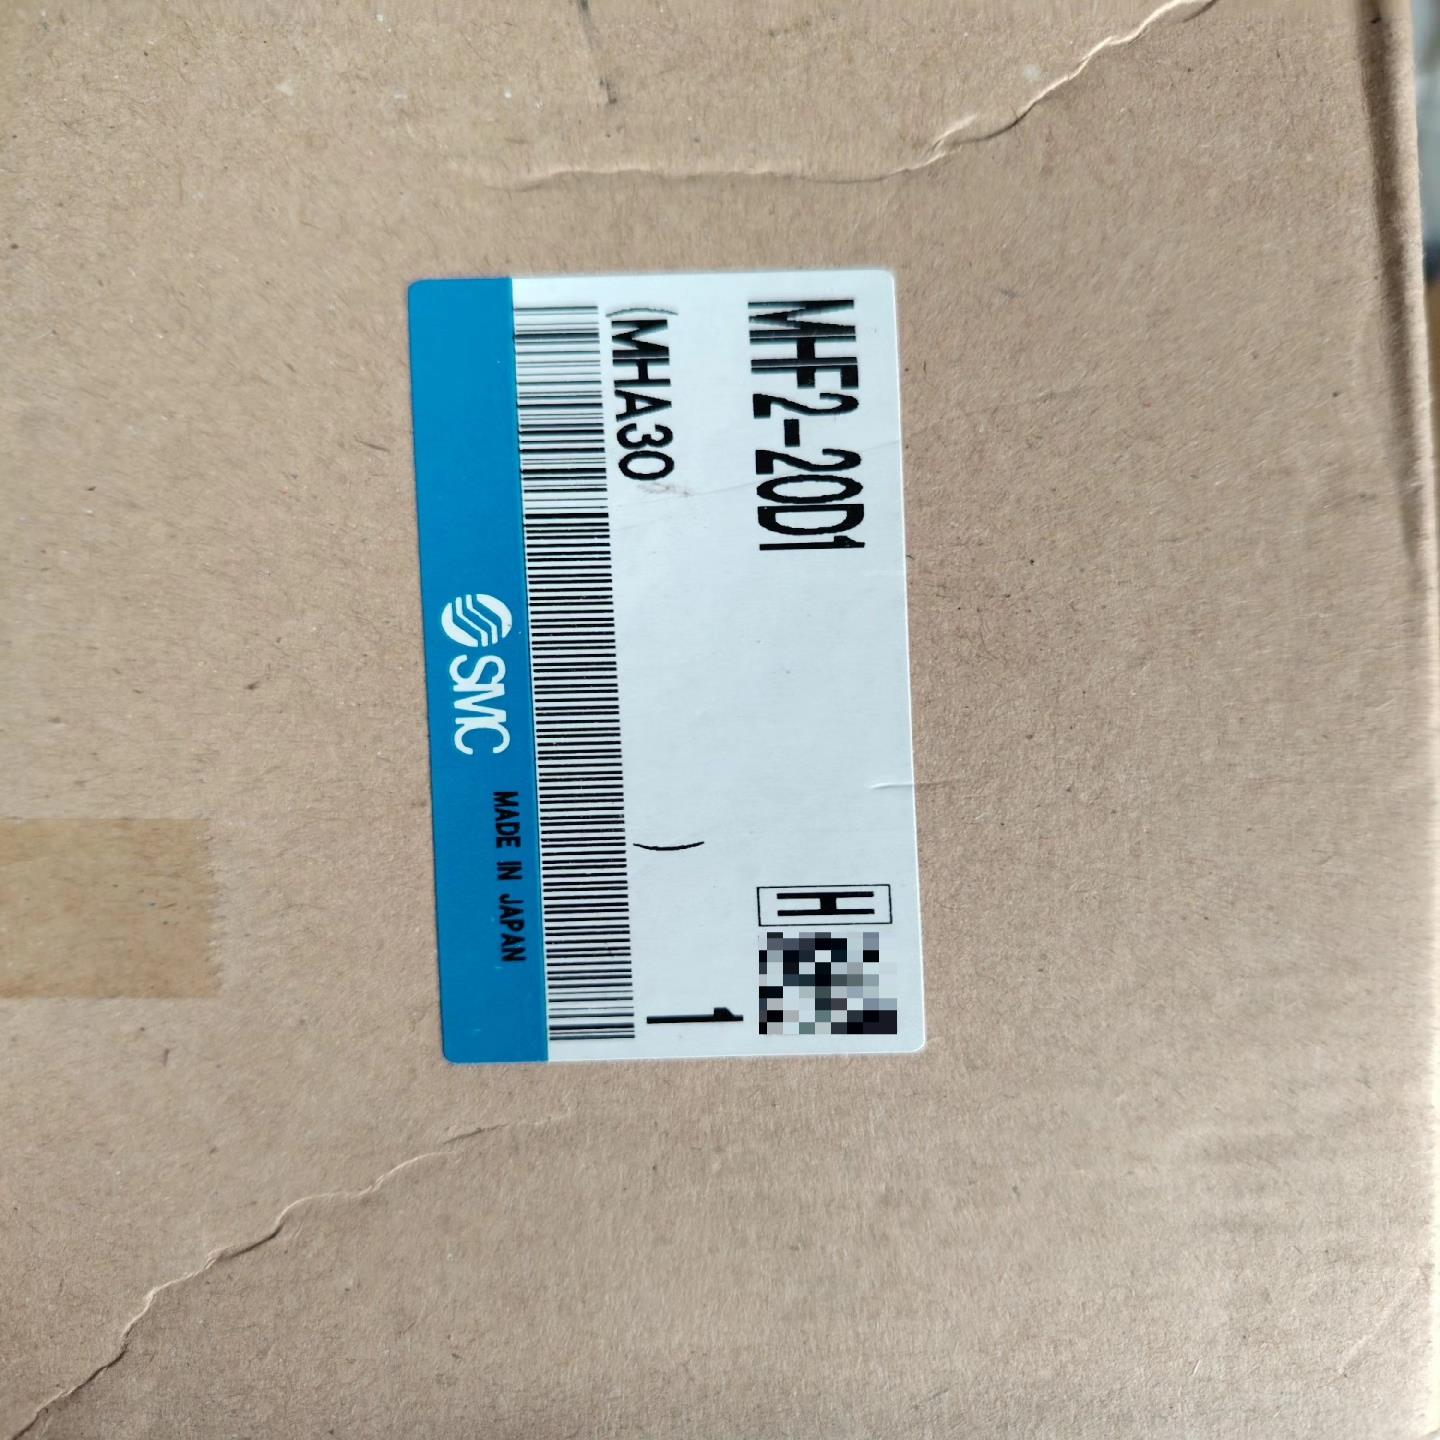 MHF2-20D1
H
(MHA30 )
1
SMC MADE IN JAPAN